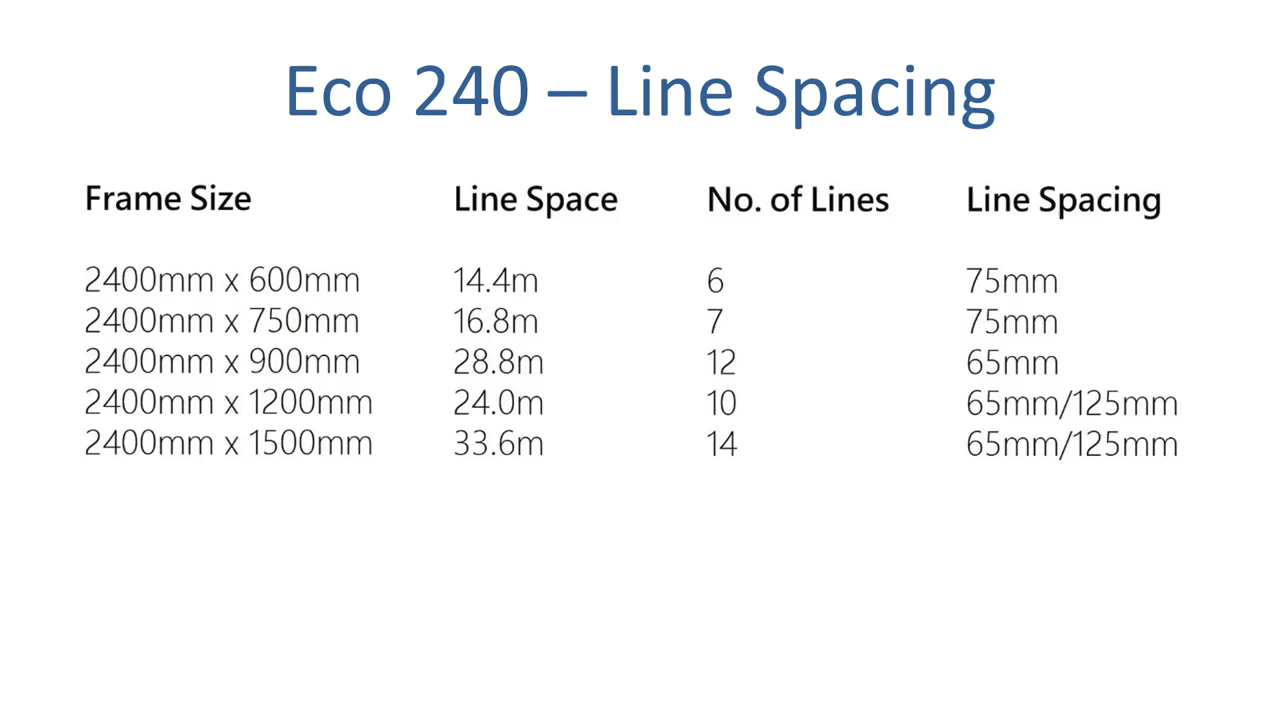 Eco 240 – Line Spacing
Frame Size Line Space No. of Lines Line Spacing
2400mm x 600mm 14.4m 6 75mm
2400mm x 750mm 16.8m 7 75mm
2400mm x 900mm 28.8m 12 65mm
2400mm x 1200mm 24.0m 10 65mm/125mm
2400mm x 1500mm 33.6m 14 65mm/125mm